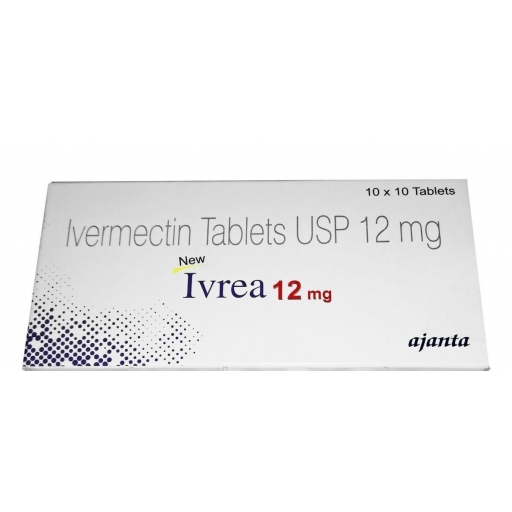 10 x 10 Tablets
Ivermectin Tablets USP 12 mg
New
Ivrea 12 mg
ajanta